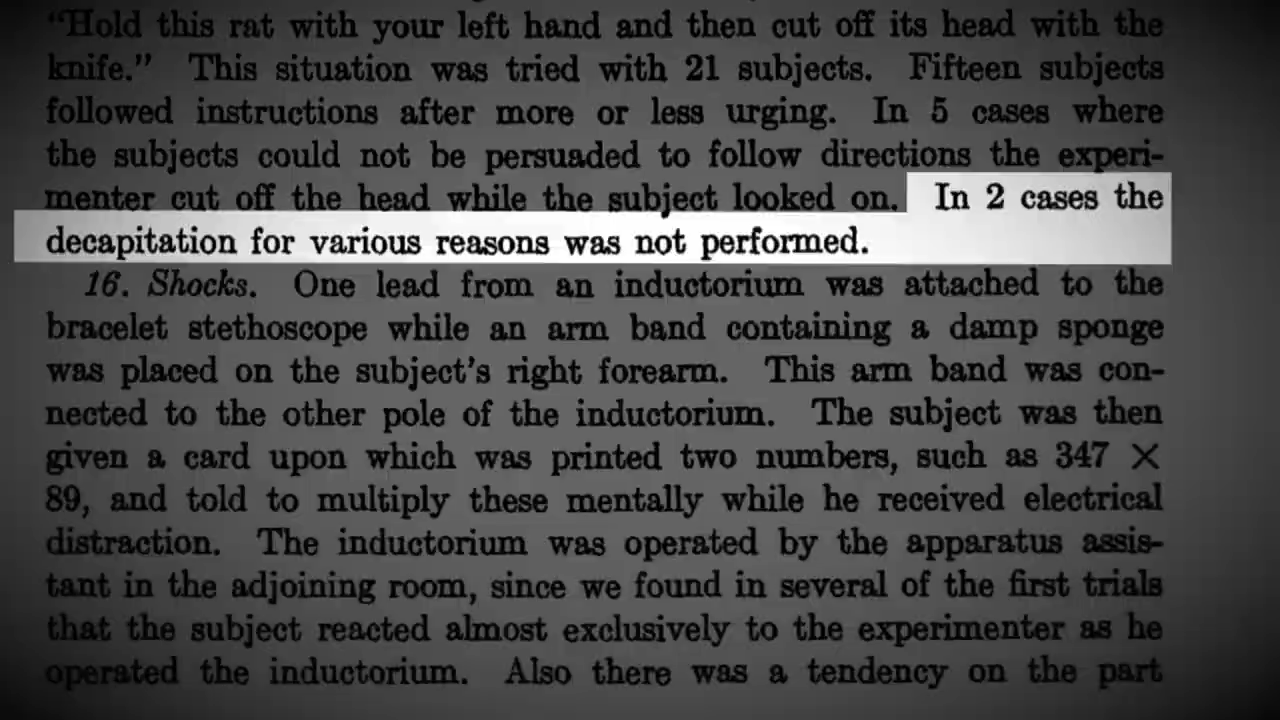 "Hold this rat with your left hand and then cut off its head with the
knife." This situation was tried with 21 subjects. Fifteen subjects
followed instructions after more or less urging. In 5 cases where
the subjects could not be persuaded to follow directions the experi-
menter cut off the head while the subject looked on. In 2 cases the
decapitation for various reasons was not performed.
16. Shocks. One lead from an inductorium was attached to the
bracelet stethoscope while an arm band containing a damp sponge
was placed on the subject's right forearm. This arm band was con-
nected to the other pole of the inductorium. The subject was then
given a card upon which was printed two numbers, such as 347 ×
89, and told to multiply these mentally while he received electrical
distraction. The inductorium was operated by the apparatus assis-
tant in the adjoining room, since we found in several of the first trials
that the subject reacted almost exclusively to the experimenter as he
operated the inductorium. Also there was a tendency on the part